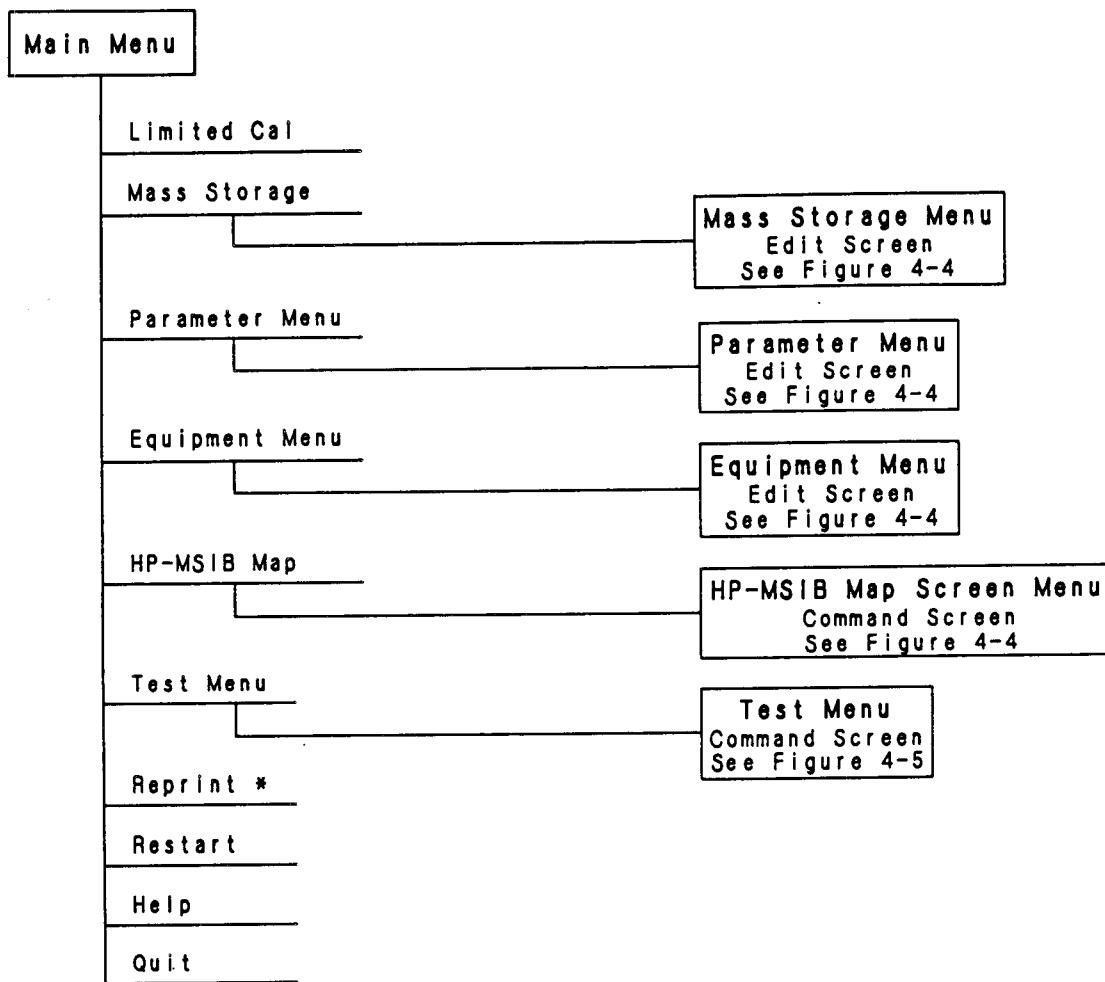 Main Menu
Limited Cal
Mass Storage
Mass Storage Menu
Edit Screen
See Figure 4-4
Parameter Menu
Parameter Menu
Edit Screen
See Figure 4-4
Equipment Menu
Equipment Menu
Edit Screen
See Figure 4-4
HP-MSIB Map
HP-MSIB Map Screen Menu
Command Screen
See Figure 4-4
Test Menu
Test Menu
Command Screen
See Figure 4-5
Reprint *
Restart
Help
Quit